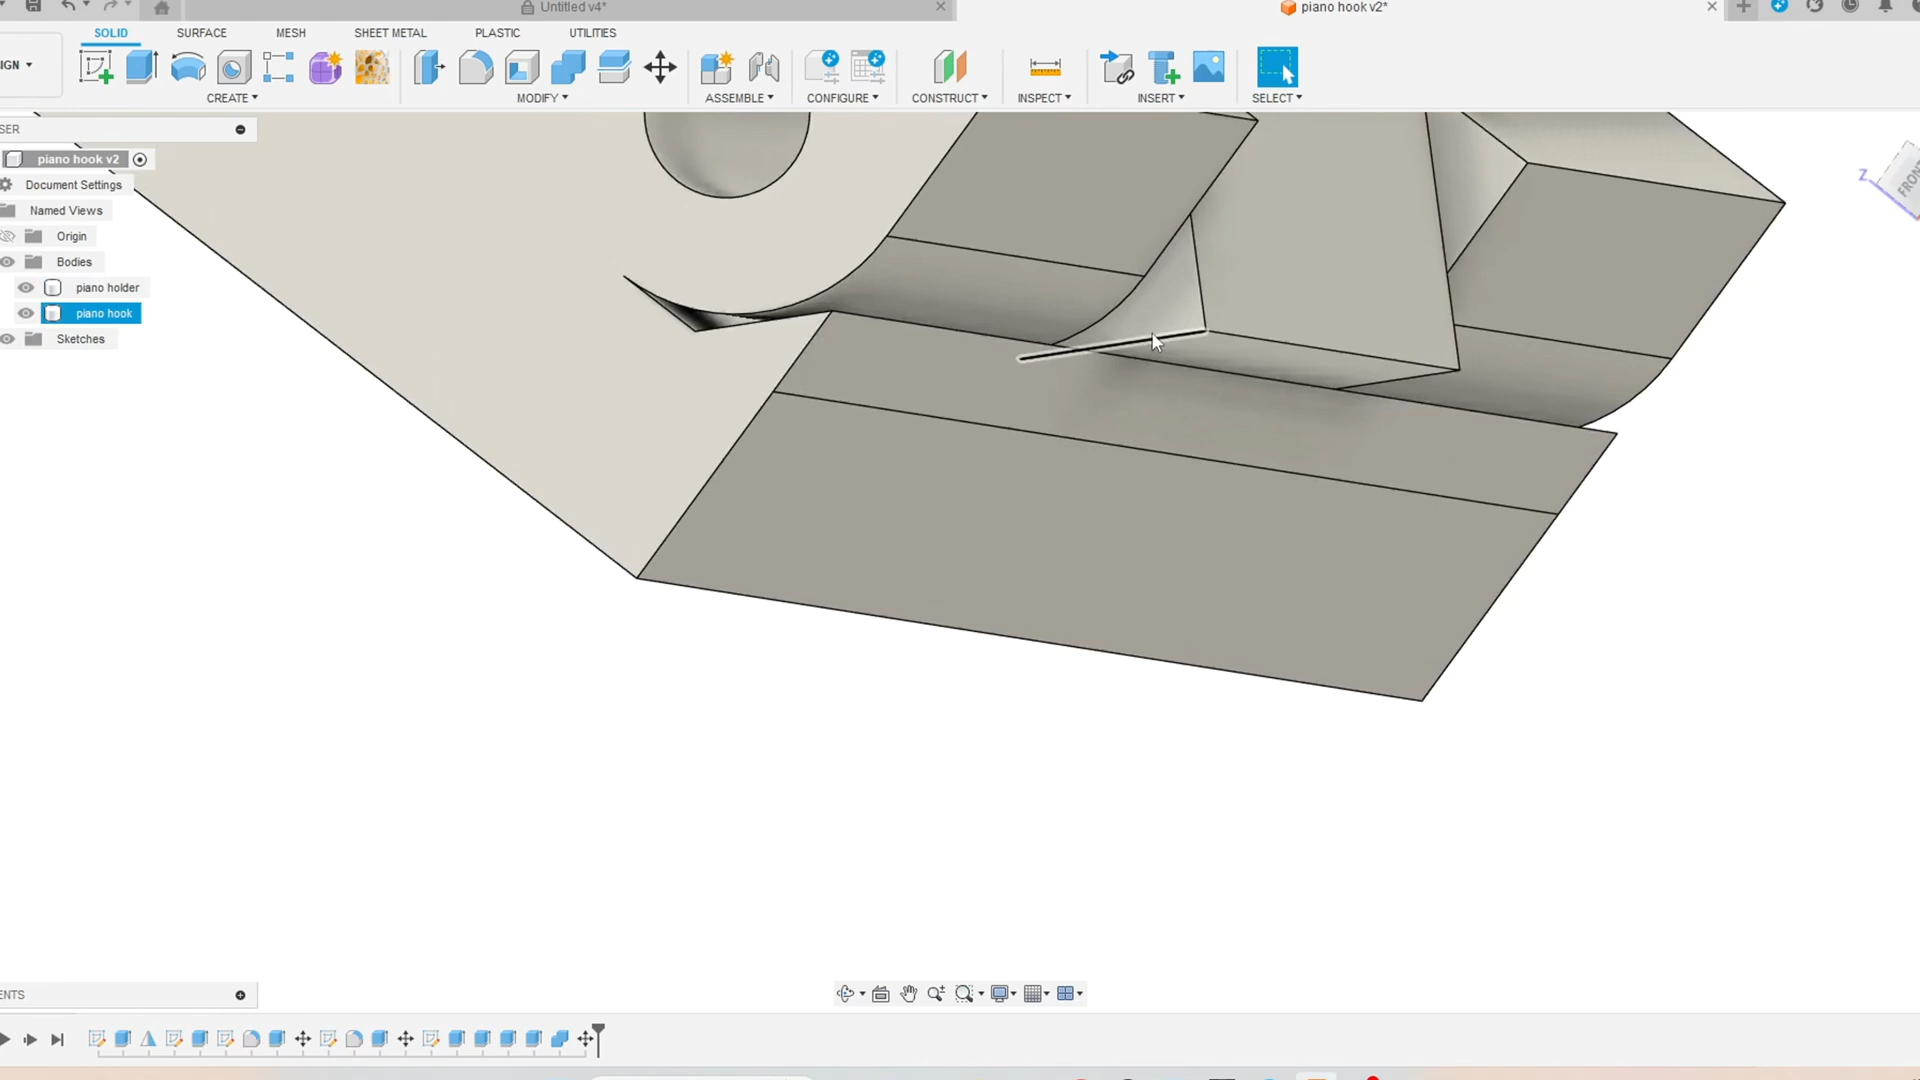 Untitled v4*
piano hook v2*
SOLID SURFACE MESH SHEET METAL PLASTIC UTILITIES
IGN
CREATE MODIFY ASSEMBLE CONFIGURE CONSTRUCT INSPECT INSERT SELECT
SER
piano hook v2
Document Settings
Named Views
Origin
Bodies
piano holder
piano hook
Sketches
Z
FRONT
ENTS